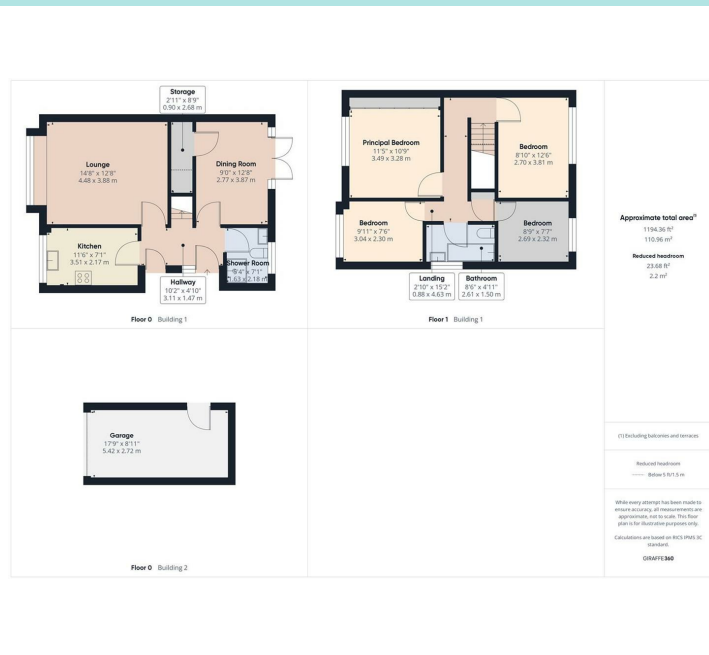 Storage
2'11" x 8'9"
0.90 x 2.68 m
Lounge
14'8" x 12'8"
4.48 x 3.88 m
Dining Room
9'0" x 12'8"
2.77 x 3.87 m
Kitchen
11'6" x 7'1"
3.51 x 2.17 m
Shower Room
5'4" x 7'1"
1.63 x 2.18 m
Hallway
10'2" x 4'10"
3.11 x 1.47 m
Floor 0 Building 1
Principal Bedroom
11'5" x 10'9"
3.49 x 3.28 m
Bedroom
8'10" x 12'6"
2.70 x 3.81 m
Bedroom
9'11" x 7'6"
3.04 x 2.30 m
Bedroom
8'9" x 7'7"
2.69 x 2.32 m
Landing
2'10" x 15'2"
0.88 x 4.63 m
Bathroom
8'6" x 4'11"
2.61 x 1.50 m
Floor 1 Building 1
Garage
17'9" x 8'11"
5.42 x 2.72 m
Floor 0 Building 2
Approximate total area(1)
1194.36 ft²
110.96 m²
Reduced headroom
23.68 ft²
2.2 m²
(1) Excluding balconies and terraces
Reduced headroom
Below 5 ft/1.5 m
While every attempt has been made to
ensure accuracy, all measurements are
approximate, not to scale. This floor
plan is for illustrative purposes only.
Calculations are based on RICS IPMS 3C
standard.
GIRAFFE360